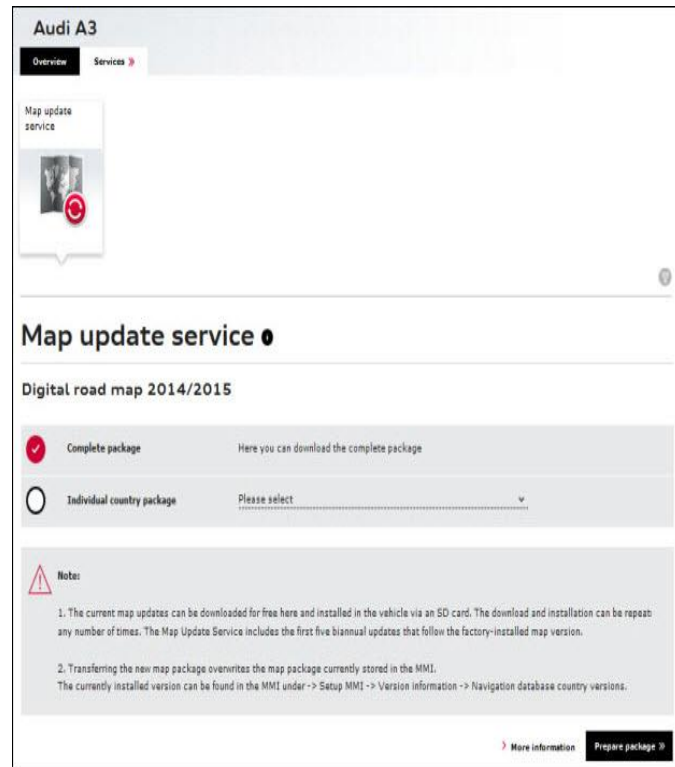 Audi A3
Overview
Services »
Map update
service
Map update service
Digital road map 2014/2015
Complete package
Here you can download the complete package
Individual country package
Please select
Note:
1. The current map updates can be downloaded for free here and installed in the vehicle via an SD card. The download and installation can be repeat
any number of times. The Map Update Service includes the first five biannual updates that follow the factory-installed map version.
2. Transferring the new map package overwrites the map package currently stored in the MMI.
The currently installed version can be found in the MMI under -> Setup MMI -> Version information -> Navigation database country versions.
> More information
Prepare package »